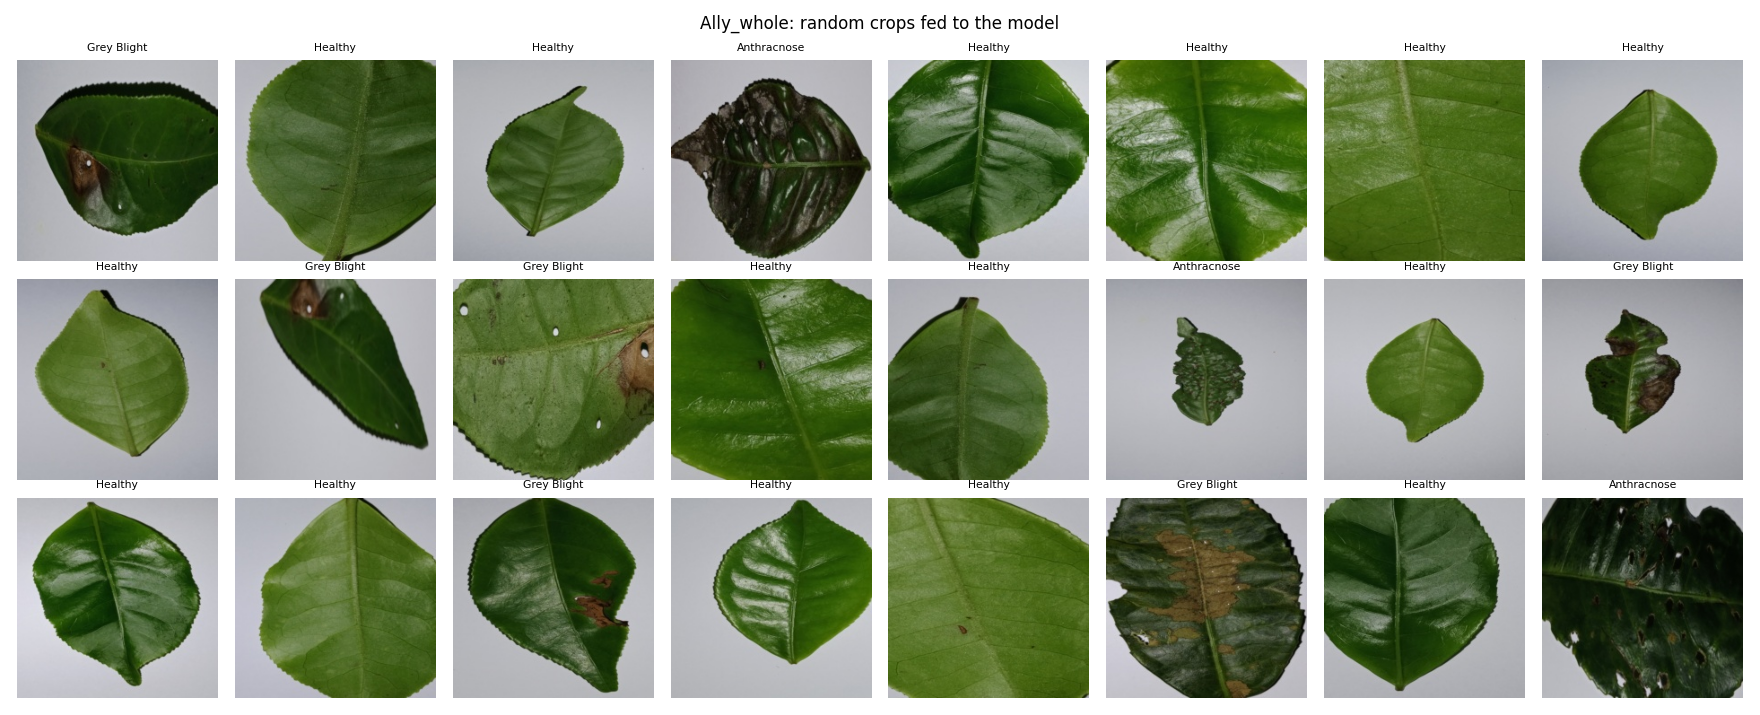 Ally_whole: random crops fed to the model
Grey Blight Healthy Healthy Anthracnose Healthy Healthy Healthy Healthy
Healthy Grey Blight Grey Blight Healthy Healthy Anthracnose Healthy Grey Blight
Healthy Healthy Grey Blight Healthy Healthy Grey Blight Healthy Anthracnose